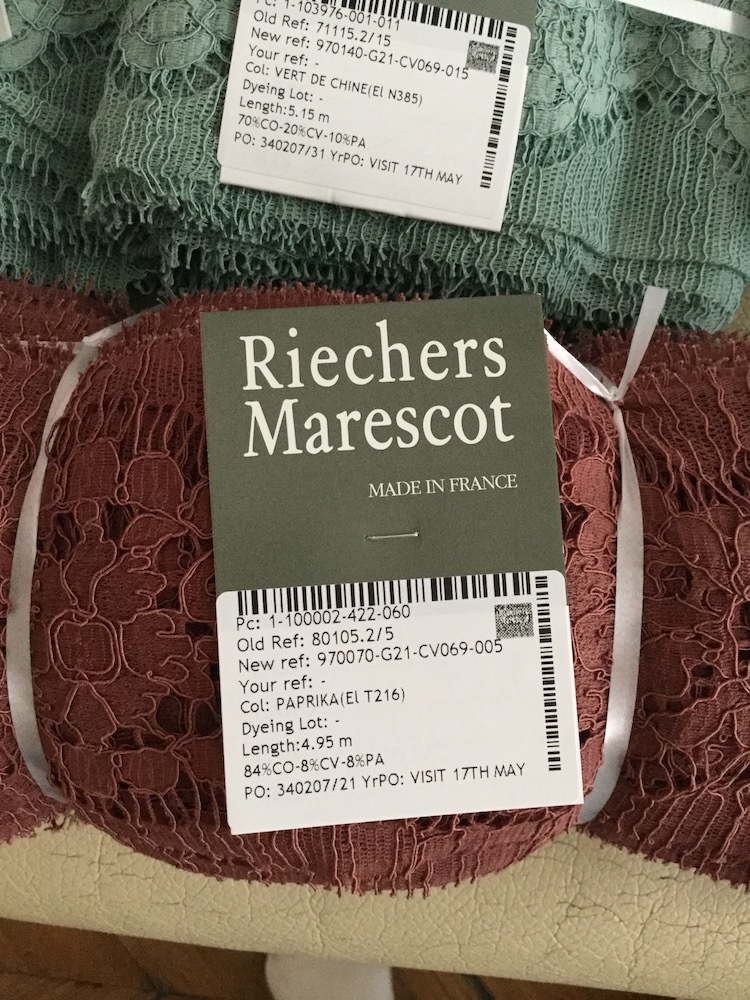 Pc: 1-103976-001-011
Old Ref: 71115.2/15
New ref: 970140-G21-CV069-015
Your ref: -
Col: VERT DE CHINE(El N385)
Dyeing Lot: -
Length:5.15 m
70%CO-20%CV-10%PA
PO: 340207/31 YrPO: VISIT 17TH MAY
Riechers
Marescot
MADE IN FRANCE
Pc: 1-100002-422-060
Old Ref: 80105.2/5
New ref: 970070-G21-CV069-005
Your ref: -
Col: PAPRIKA(El T216)
Dyeing Lot: -
Length:4.95 m
84%CO-8%CV-8%PA
PO: 340207/21 YrPO: VISIT 17TH MAY